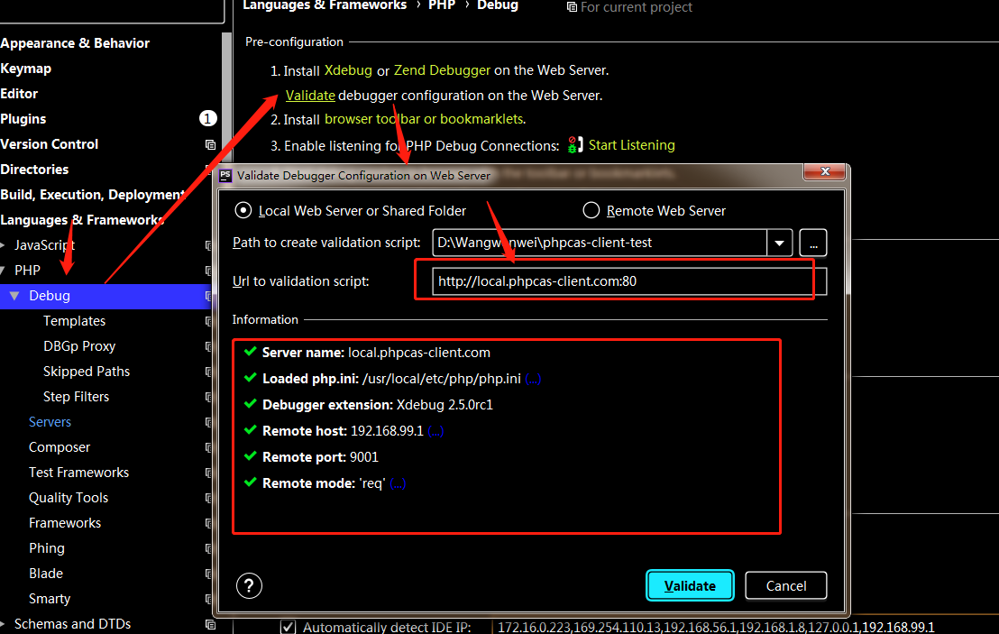 Languages & Frameworks › PHP › Debug For current project
Appearance & Behavior
Keymap
Editor
Plugins 1
Version Control
Directories
Build, Execution, Deployment
Languages & Frameworks
JavaScript
PHP
Debug
Templates
DBGp Proxy
Skipped Paths
Step Filters
Servers
Composer
Test Frameworks
Quality Tools
Frameworks
Phing
Blade
Smarty
Schemas and DTDs
Pre-configuration
1. Install Xdebug or Zend Debugger on the Web Server.
Validate debugger configuration on the Web Server.
2. Install browser toolbar or bookmarklets.
3. Enable listening for PHP Debug Connections: Start Listening
the toolbar or bookmarklets.
PS Validate Debugger Configuration on Web Server
Local Web Server or Shared Folder Remote Web Server
Path to create validation script: D:\Wangwenwei\phpcas-client-test ...
Url to validation script: http://local.phpcas-client.com:80
Information
Server name: local.phpcas-client.com
Loaded php.ini: /usr/local/etc/php/php.ini (...)
Debugger extension: Xdebug 2.5.0rc1
Remote host: 192.168.99.1 (...)
Remote port: 9001
Remote mode: 'req' (...)
? Validate Cancel
Automatically detect IDE IP: 172.16.0.223,169.254.110.13,192.168.56.1,192.168.1.8,127.0.0.1,192.168.99.1